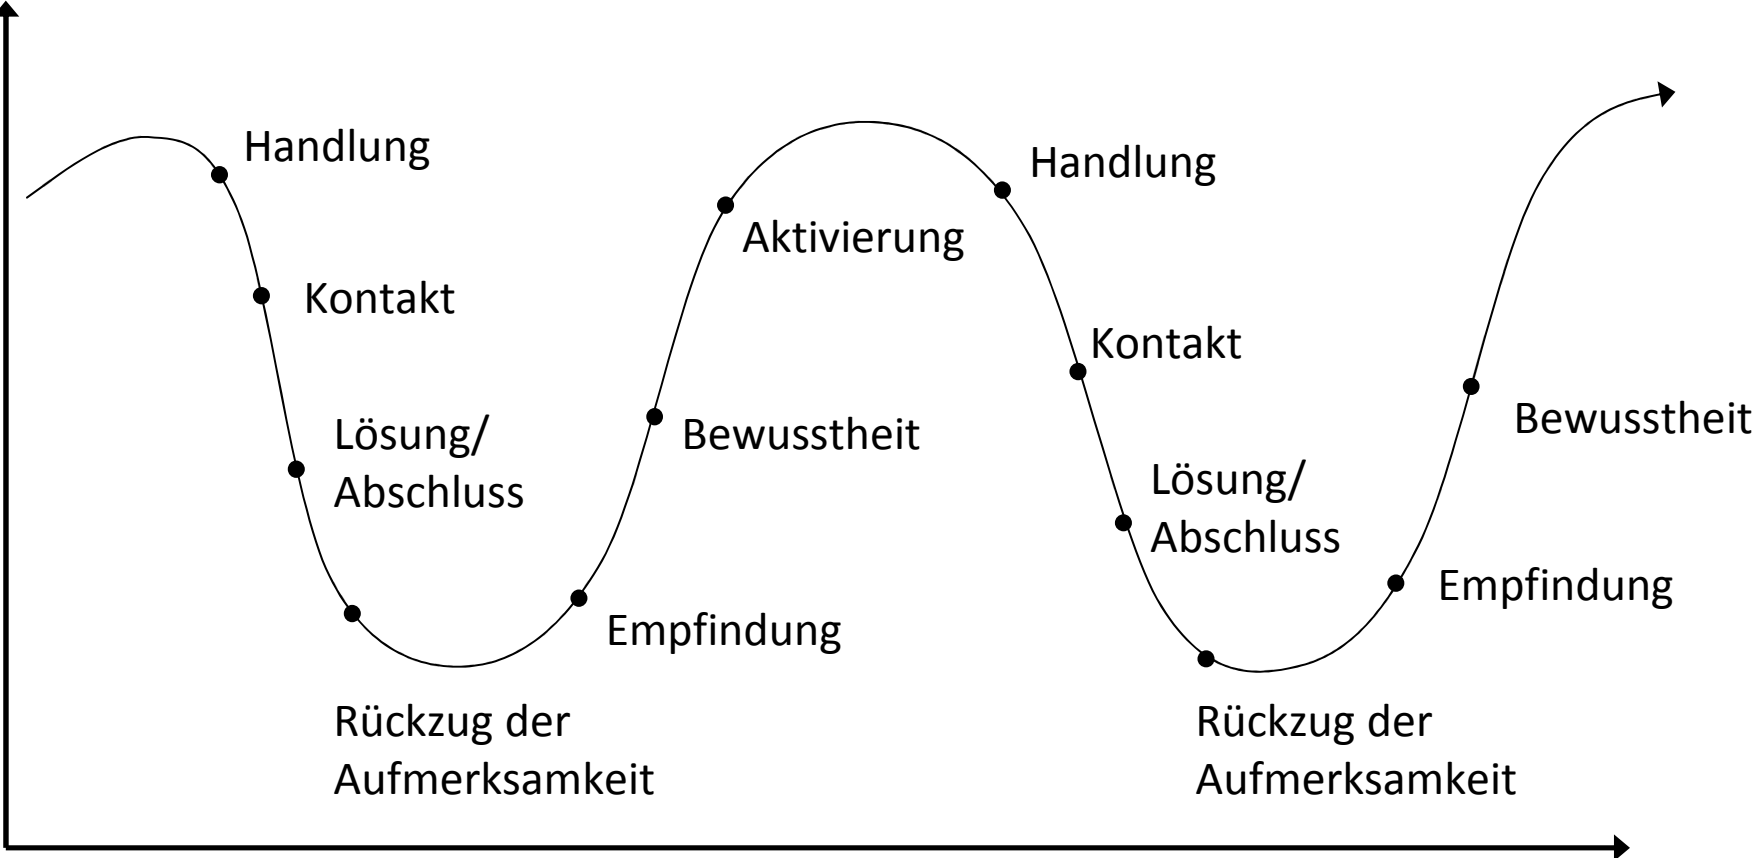 Handlung
Kontakt
Lösung/
Abschluss
Rückzug der
Aufmerksamkeit
Empfindung
Bewusstheit
Aktivierung
Handlung
Kontakt
Lösung/
Abschluss
Rückzug der
Aufmerksamkeit
Empfindung
Bewusstheit